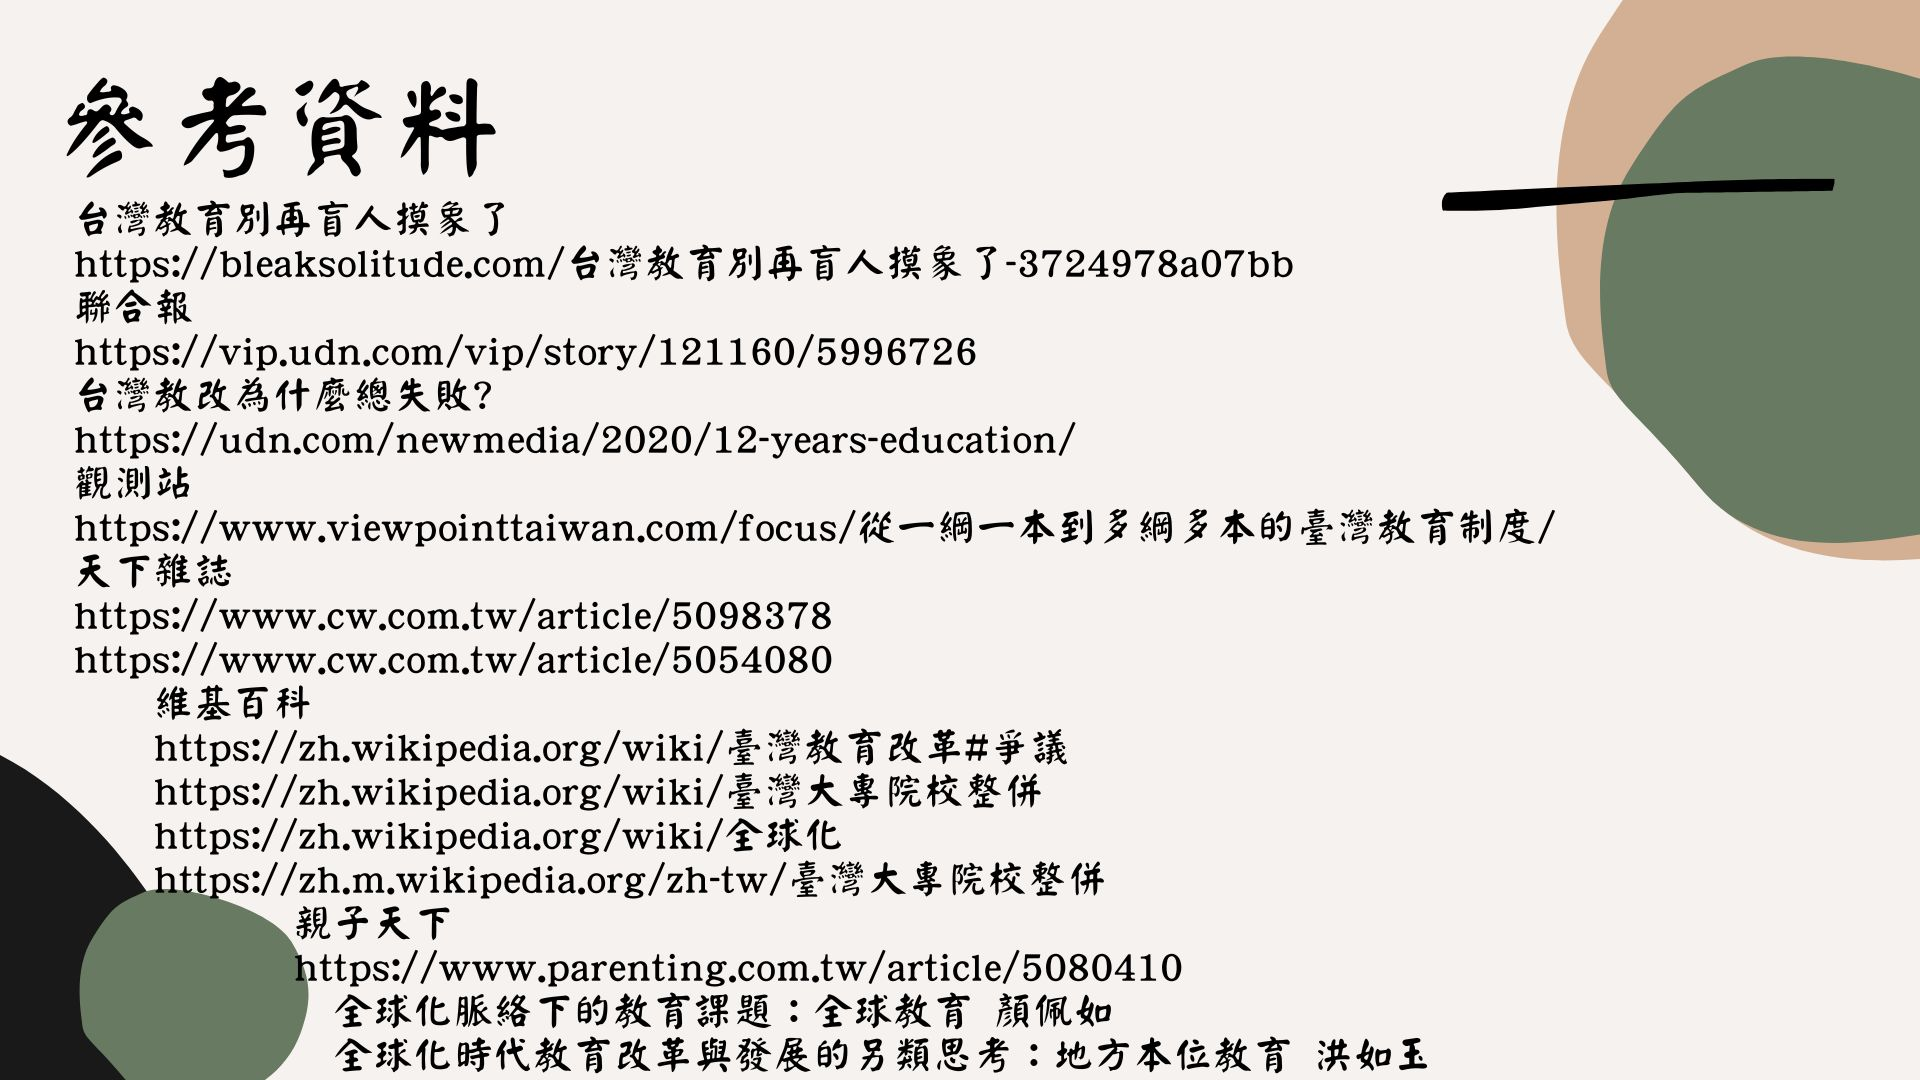 參考資料
台灣教育別再盲人摸象了
https://bleaksolitude.com/台灣教育別再盲人摸象了-3724978a07bb
聯合報
https://vip.udn.com/vip/story/121160/5996726
台灣教改為什麼總失敗?
https://udn.com/newmedia/2020/12-years-education/
觀測站
https://www.viewpointtaiwan.com/focus/從一綱一本到多綱多本的臺灣教育制度/
天下雜誌
https://www.cw.com.tw/article/5098378
https://www.cw.com.tw/article/5054080
維基百科
https://zh.wikipedia.org/wiki/臺灣教育改革#爭議
https://zh.wikipedia.org/wiki/臺灣大專院校整併
https://zh.wikipedia.org/wiki/全球化
https://zh.m.wikipedia.org/zh-tw/臺灣大專院校整併
親子天下
https://www.parenting.com.tw/article/5080410
全球化脈絡下的教育課題：全球教育 顏佩如
全球化時代教育改革與發展的另類思考：地方本位教育 洪如玉